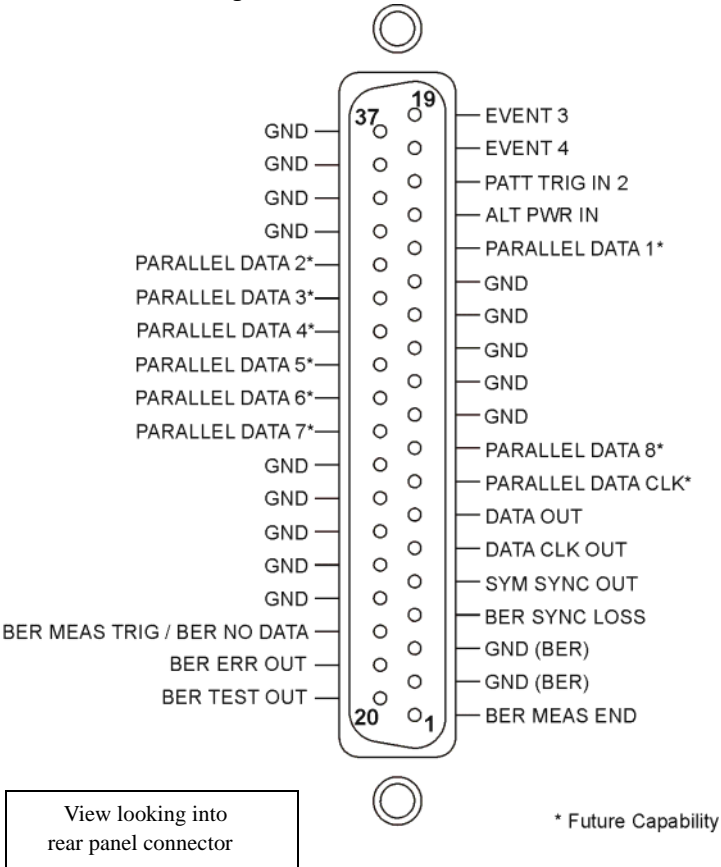 37
19
GND
GND
GND
GND
PARALLEL DATA 2*
PARALLEL DATA 3*
PARALLEL DATA 4*
PARALLEL DATA 5*
PARALLEL DATA 6*
PARALLEL DATA 7*
GND
GND
GND
GND
GND
BER MEAS TRIG / BER NO DATA
BER ERR OUT
BER TEST OUT
EVENT 3
EVENT 4
PATT TRIG IN 2
ALT PWR IN
PARALLEL DATA 1*
GND
GND
GND
GND
GND
PARALLEL DATA 8*
PARALLEL DATA CLK*
DATA OUT
DATA CLK OUT
SYM SYNC OUT
BER SYNC LOSS
GND (BER)
GND (BER)
BER MEAS END
20
1
View looking into
rear panel connector
* Future Capability